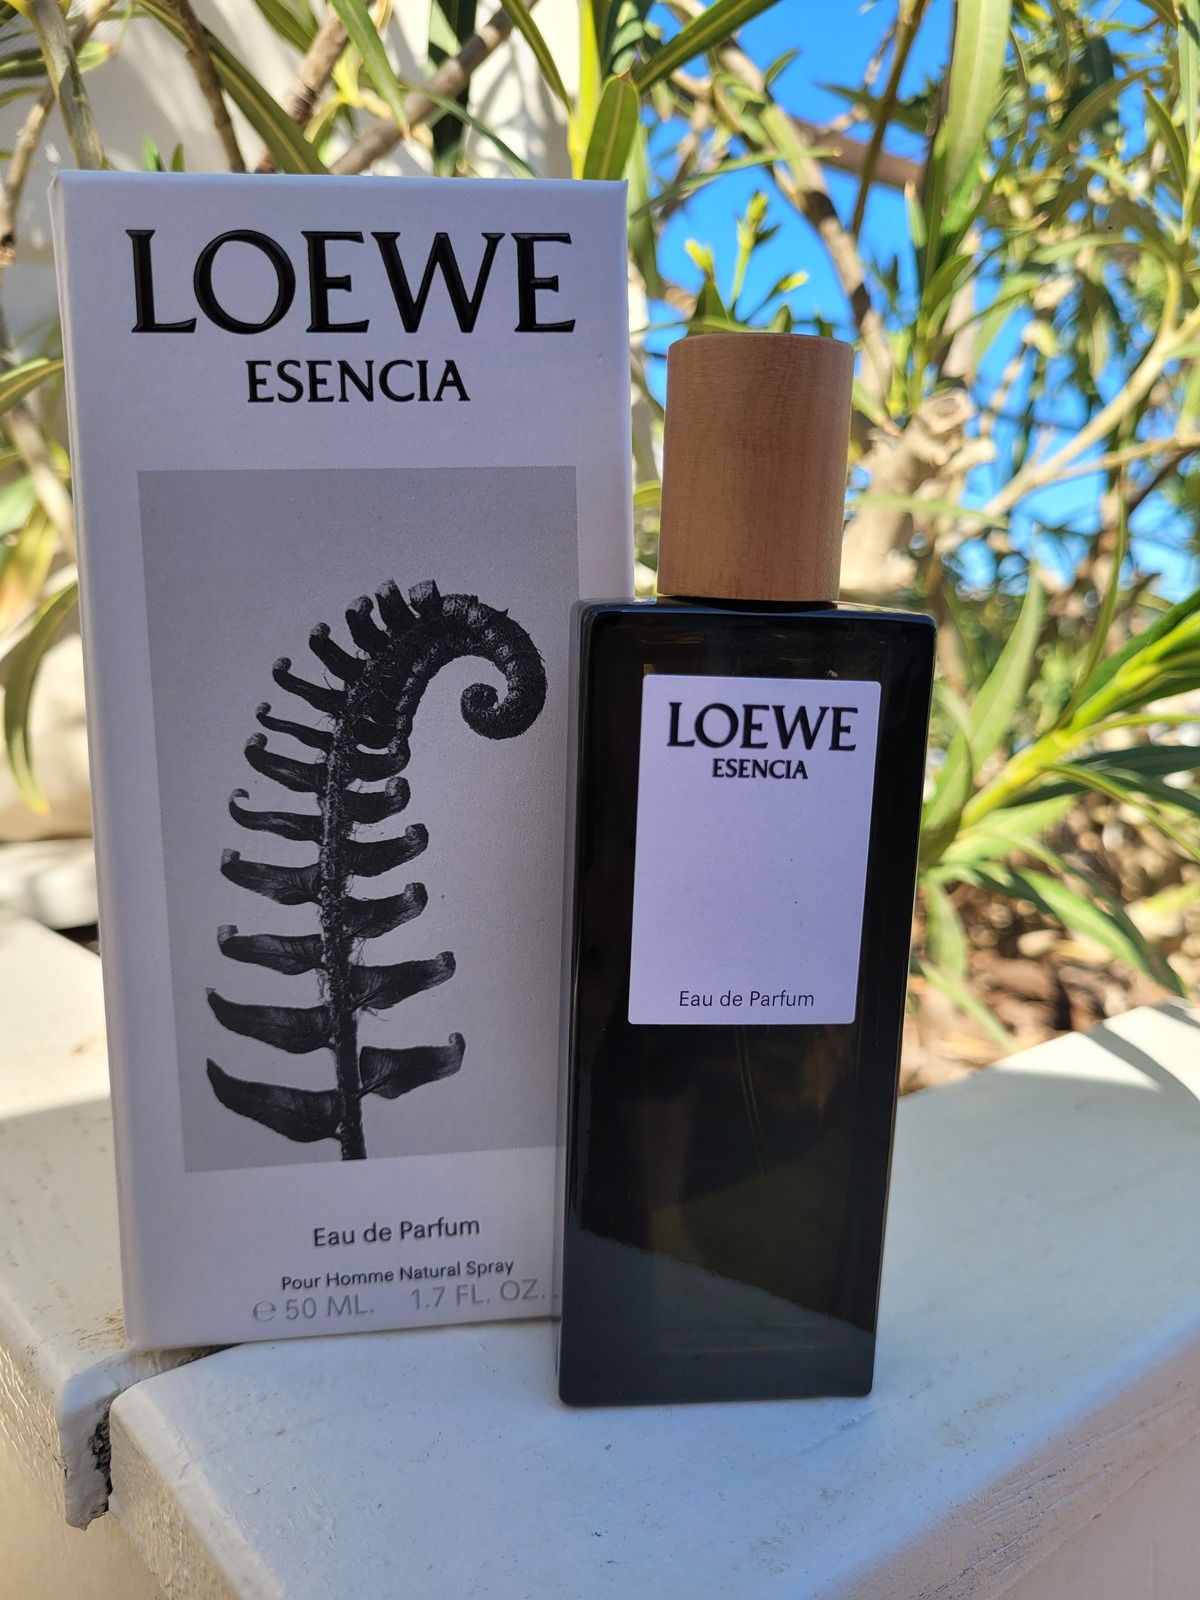 LOEWE
ESENCIA
Eau de Parfum
Pour Homme Natural Spray
℮ 50 ML. 1.7 FL. OZ.
LOEWE
ESENCIA
Eau de Parfum